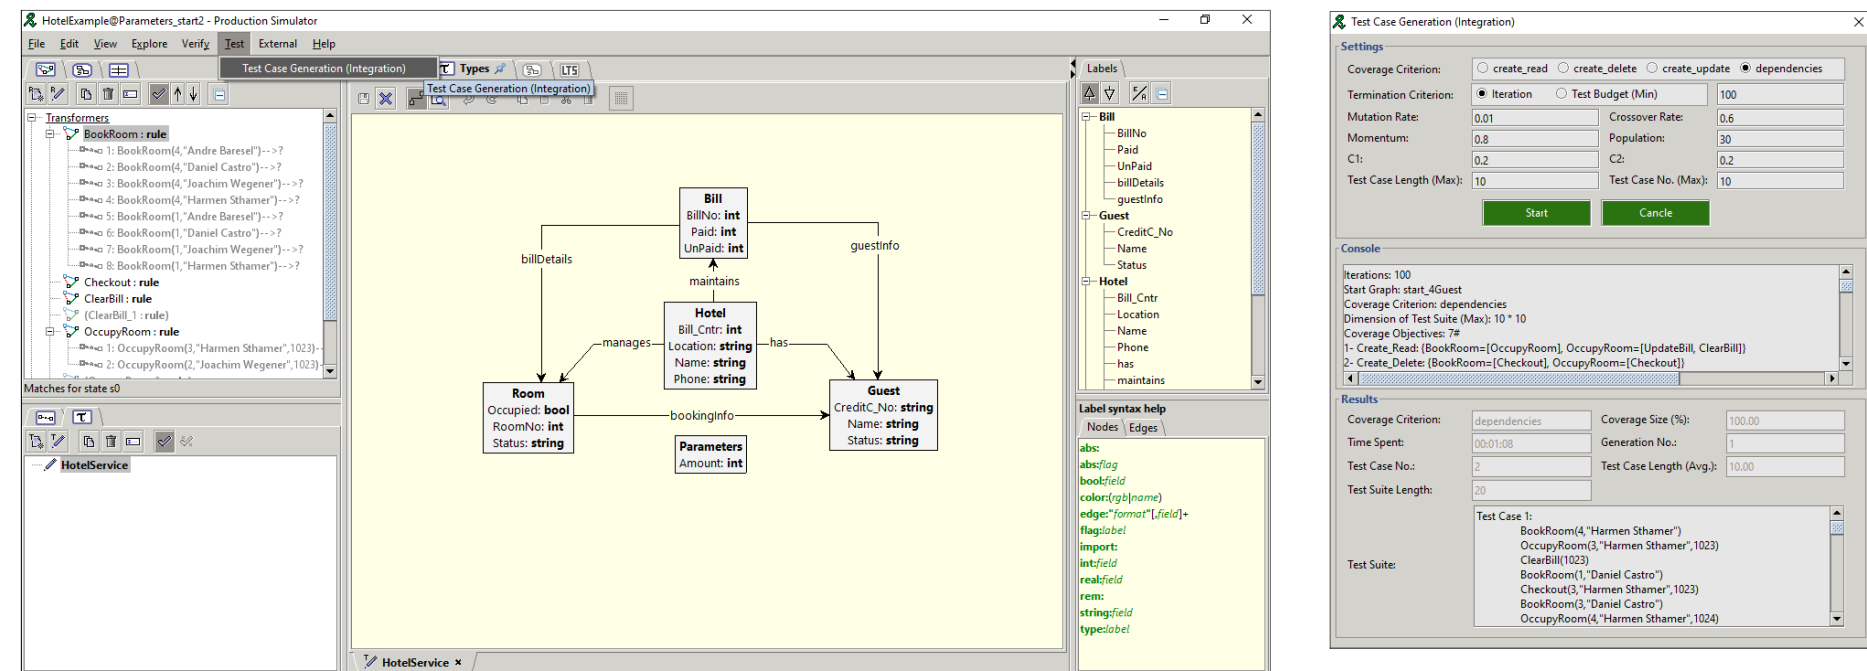 HotelExample@Parameters_start2 - Production Simulator
File Edit View Explore Verify Test External Help
Test Case Generation (Integration)
Test Case Generation (Integration)
Types
LTS
Transformers
BookRoom : rule
1: BookRoom(4,"Andre Baresel")-->?
2: BookRoom(4,"Daniel Castro")-->?
3: BookRoom(4,"Joachim Wegener")-->?
4: BookRoom(4,"Harmen Sthamer")-->?
5: BookRoom(1,"Andre Baresel")-->?
6: BookRoom(1,"Daniel Castro")-->?
7: BookRoom(1,"Joachim Wegener")-->?
8: BookRoom(1,"Harmen Sthamer")-->?
Checkout : rule
ClearBill : rule
(ClearBill_1 : rule)
OccupyRoom : rule
1: OccupyRoom(3,"Harmen Sthamer",1023)-
2: OccupyRoom(2,"Joachim Wegener",1023)-
Matches for state s0
HotelService
Bill
BillNo: int
Paid: int
UnPaid: int
billDetails
guestInfo
maintains
Hotel
Bill_Cntr: int
Location: string
Name: string
Phone: string
manages
has
Room
Occupied: bool
RoomNo: int
Status: string
bookingInfo
Guest
CreditC_No: string
Name: string
Status: string
Parameters
Amount: int
HotelService ×
Labels
Bill
BillNo
Paid
UnPaid
billDetails
guestInfo
Guest
CreditC_No
Name
Status
Hotel
Bill_Cntr
Location
Name
Phone
has
maintains
Label syntax help
Nodes Edges
abs:
abs:flag
bool:field
color:(rgb|name)
edge:"format"[,field]+
flag:label
import:
int:field
real:field
rem:
string:field
type:label
Test Case Generation (Integration)
Settings
Coverage Criterion: create_read create_delete create_update dependencies
Termination Criterion: Iteration Test Budget (Min) 100
Mutation Rate: 0.01 Crossover Rate: 0.6
Momentum: 0.8 Population: 30
C1: 0.2 C2: 0.2
Test Case Length (Max): 10 Test Case No. (Max): 10
Start Cancle
Console
Iterations: 100
Start Graph: start_4Guest
Coverage Criterion: dependencies
Dimension of Test Suite (Max): 10 * 10
Coverage Objectives: 7#
1- Create_Read: {BookRoom=[OccupyRoom], OccupyRoom=[UpdateBill, ClearBill]}
2- Create_Delete: {BookRoom=[Checkout], OccupyRoom=[Checkout]}
Results
Coverage Criterion: dependencies Coverage Size (%): 100.00
Time Spent: 00:01:08 Generation No.: 1
Test Case No.: 2 Test Case Length (Avg.): 10.00
Test Suite Length: 20
Test Suite:
Test Case 1:
BookRoom(4,"Harmen Sthamer")
OccupyRoom(3,"Harmen Sthamer",1023)
ClearBill(1023)
BookRoom(1,"Daniel Castro")
Checkout(3,"Harmen Sthamer",1023)
BookRoom(3,"Daniel Castro")
OccupyRoom(4,"Harmen Sthamer",1024)